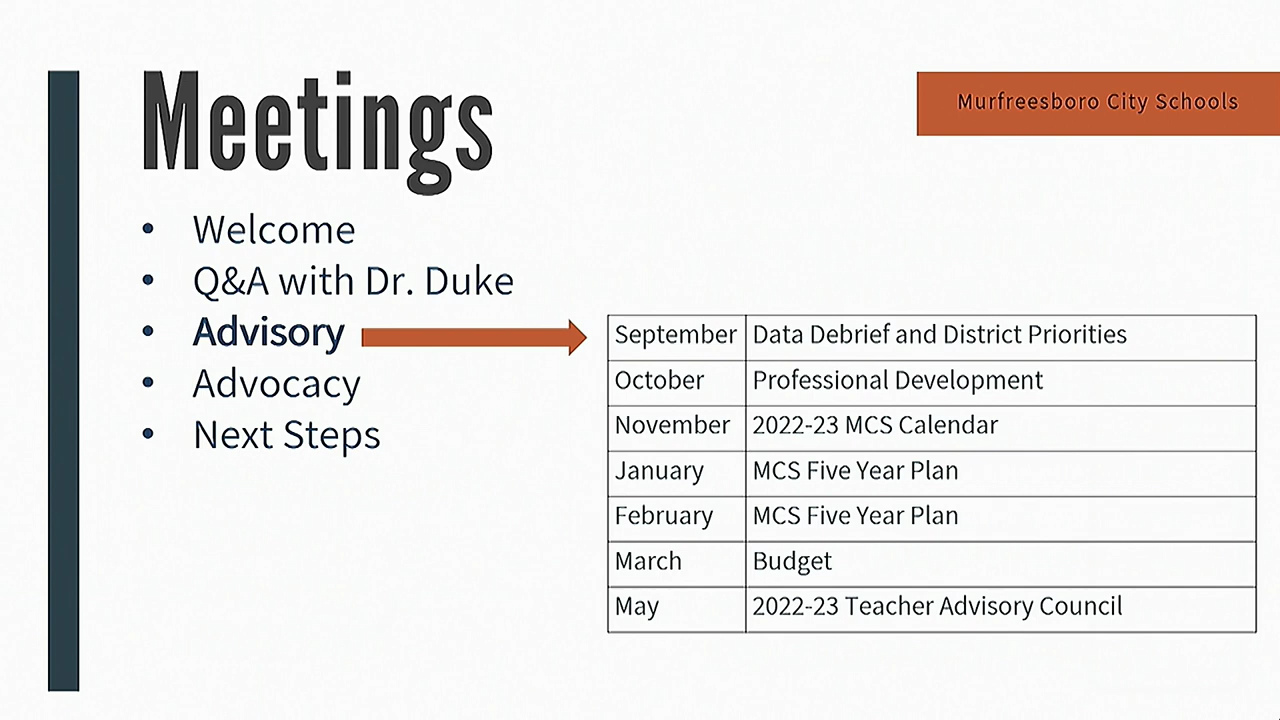 Meetings
Murfreesboro City Schools
• Welcome
• Q&A with Dr. Duke
• Advisory
• Advocacy
• Next Steps
September Data Debrief and District Priorities
October Professional Development
November 2022-23 MCS Calendar
January MCS Five Year Plan
February MCS Five Year Plan
March Budget
May 2022-23 Teacher Advisory Council